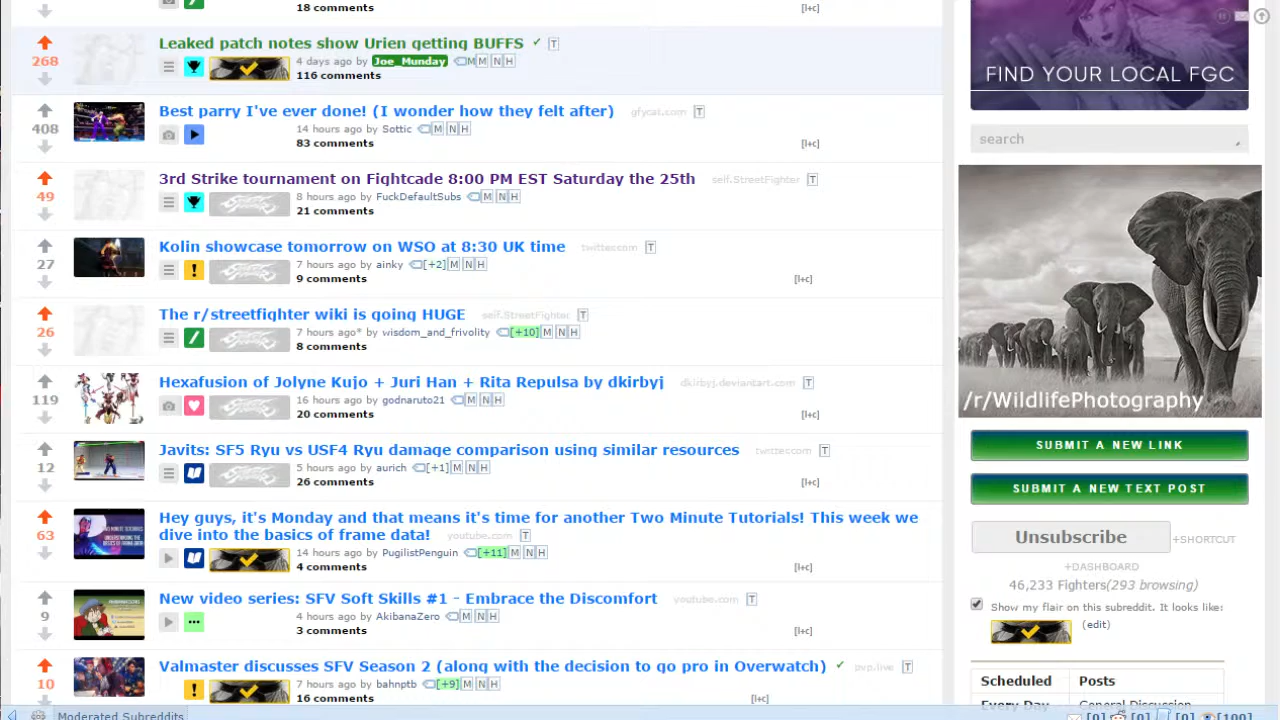 18 comments
[l+c]
Leaked patch notes show Urien getting BUFFS ✓ T
268
4 days ago by Joe_Munday M M N H
116 comments
Best parry I've ever done! (I wonder how they felt after) gfycat.com T
408
14 hours ago by Sottic M N H
83 comments
[l+c]
3rd Strike tournament on Fightcade 8:00 PM EST Saturday the 25th self.StreetFighter T
49
8 hours ago by FuckDefaultSubs M N H
21 comments
Kolin showcase tomorrow on WSO at 8:30 UK time twitter.com T
27
7 hours ago by ainky [+2] M N H
9 comments
[l+c]
The r/streetfighter wiki is going HUGE self.StreetFighter T
26
7 hours ago* by wisdom_and_frivolity [+10] M N H
8 comments
Hexafusion of Jolyne Kujo + Juri Han + Rita Repulsa by dkirbyj dkirbyj.deviantart.com T
119
16 hours ago by godnaruto21 M N H
20 comments
[l+c]
Javits: SF5 Ryu vs USF4 Ryu damage comparison using similar resources twitter.com T
12
5 hours ago by aurich [+1] M N H
26 comments
[l+c]
Hey guys, it's Monday and that means it's time for another Two Minute Tutorials! This week we
dive into the basics of frame data! youtube.com T
63
14 hours ago by PugilistPenguin [+11] M N H
4 comments
[l+c]
New video series: SFV Soft Skills #1 - Embrace the Discomfort youtube.com T
9
4 hours ago by AkibanaZero M N H
3 comments
[l+c]
Valmaster discusses SFV Season 2 (along with the decision to go pro in Overwatch) ✓ pvp.live T
10
7 hours ago by bahnptb [+9] M N H
16 comments
[l+c]
Moderated Subreddits
FIND YOUR LOCAL FGC
search
/r/WildlifePhotography
SUBMIT A NEW LINK
SUBMIT A NEW TEXT POST
Unsubscribe +SHORTCUT
+DASHBOARD
46,233 Fighters(293 browsing)
Show my flair on this subreddit. It looks like:
(edit)
Scheduled Posts
Every Day General Discussion
[0] [0] [0] [100]